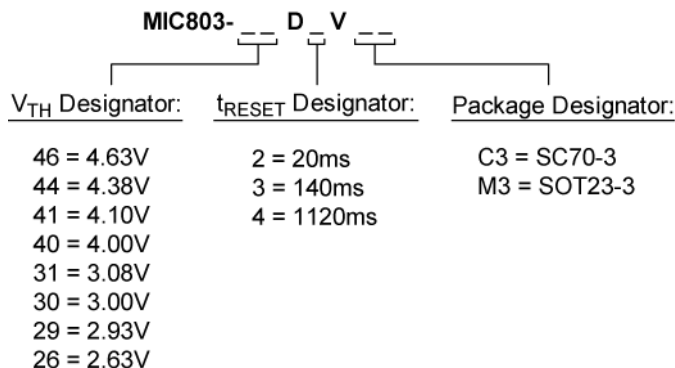 MIC803-_ _ D _ V _ _
V_TH Designator: t_RESET Designator: Package Designator:
46 = 4.63V 2 = 20ms C3 = SC70-3
44 = 4.38V 3 = 140ms M3 = SOT23-3
41 = 4.10V 4 = 1120ms
40 = 4.00V
31 = 3.08V
30 = 3.00V
29 = 2.93V
26 = 2.63V